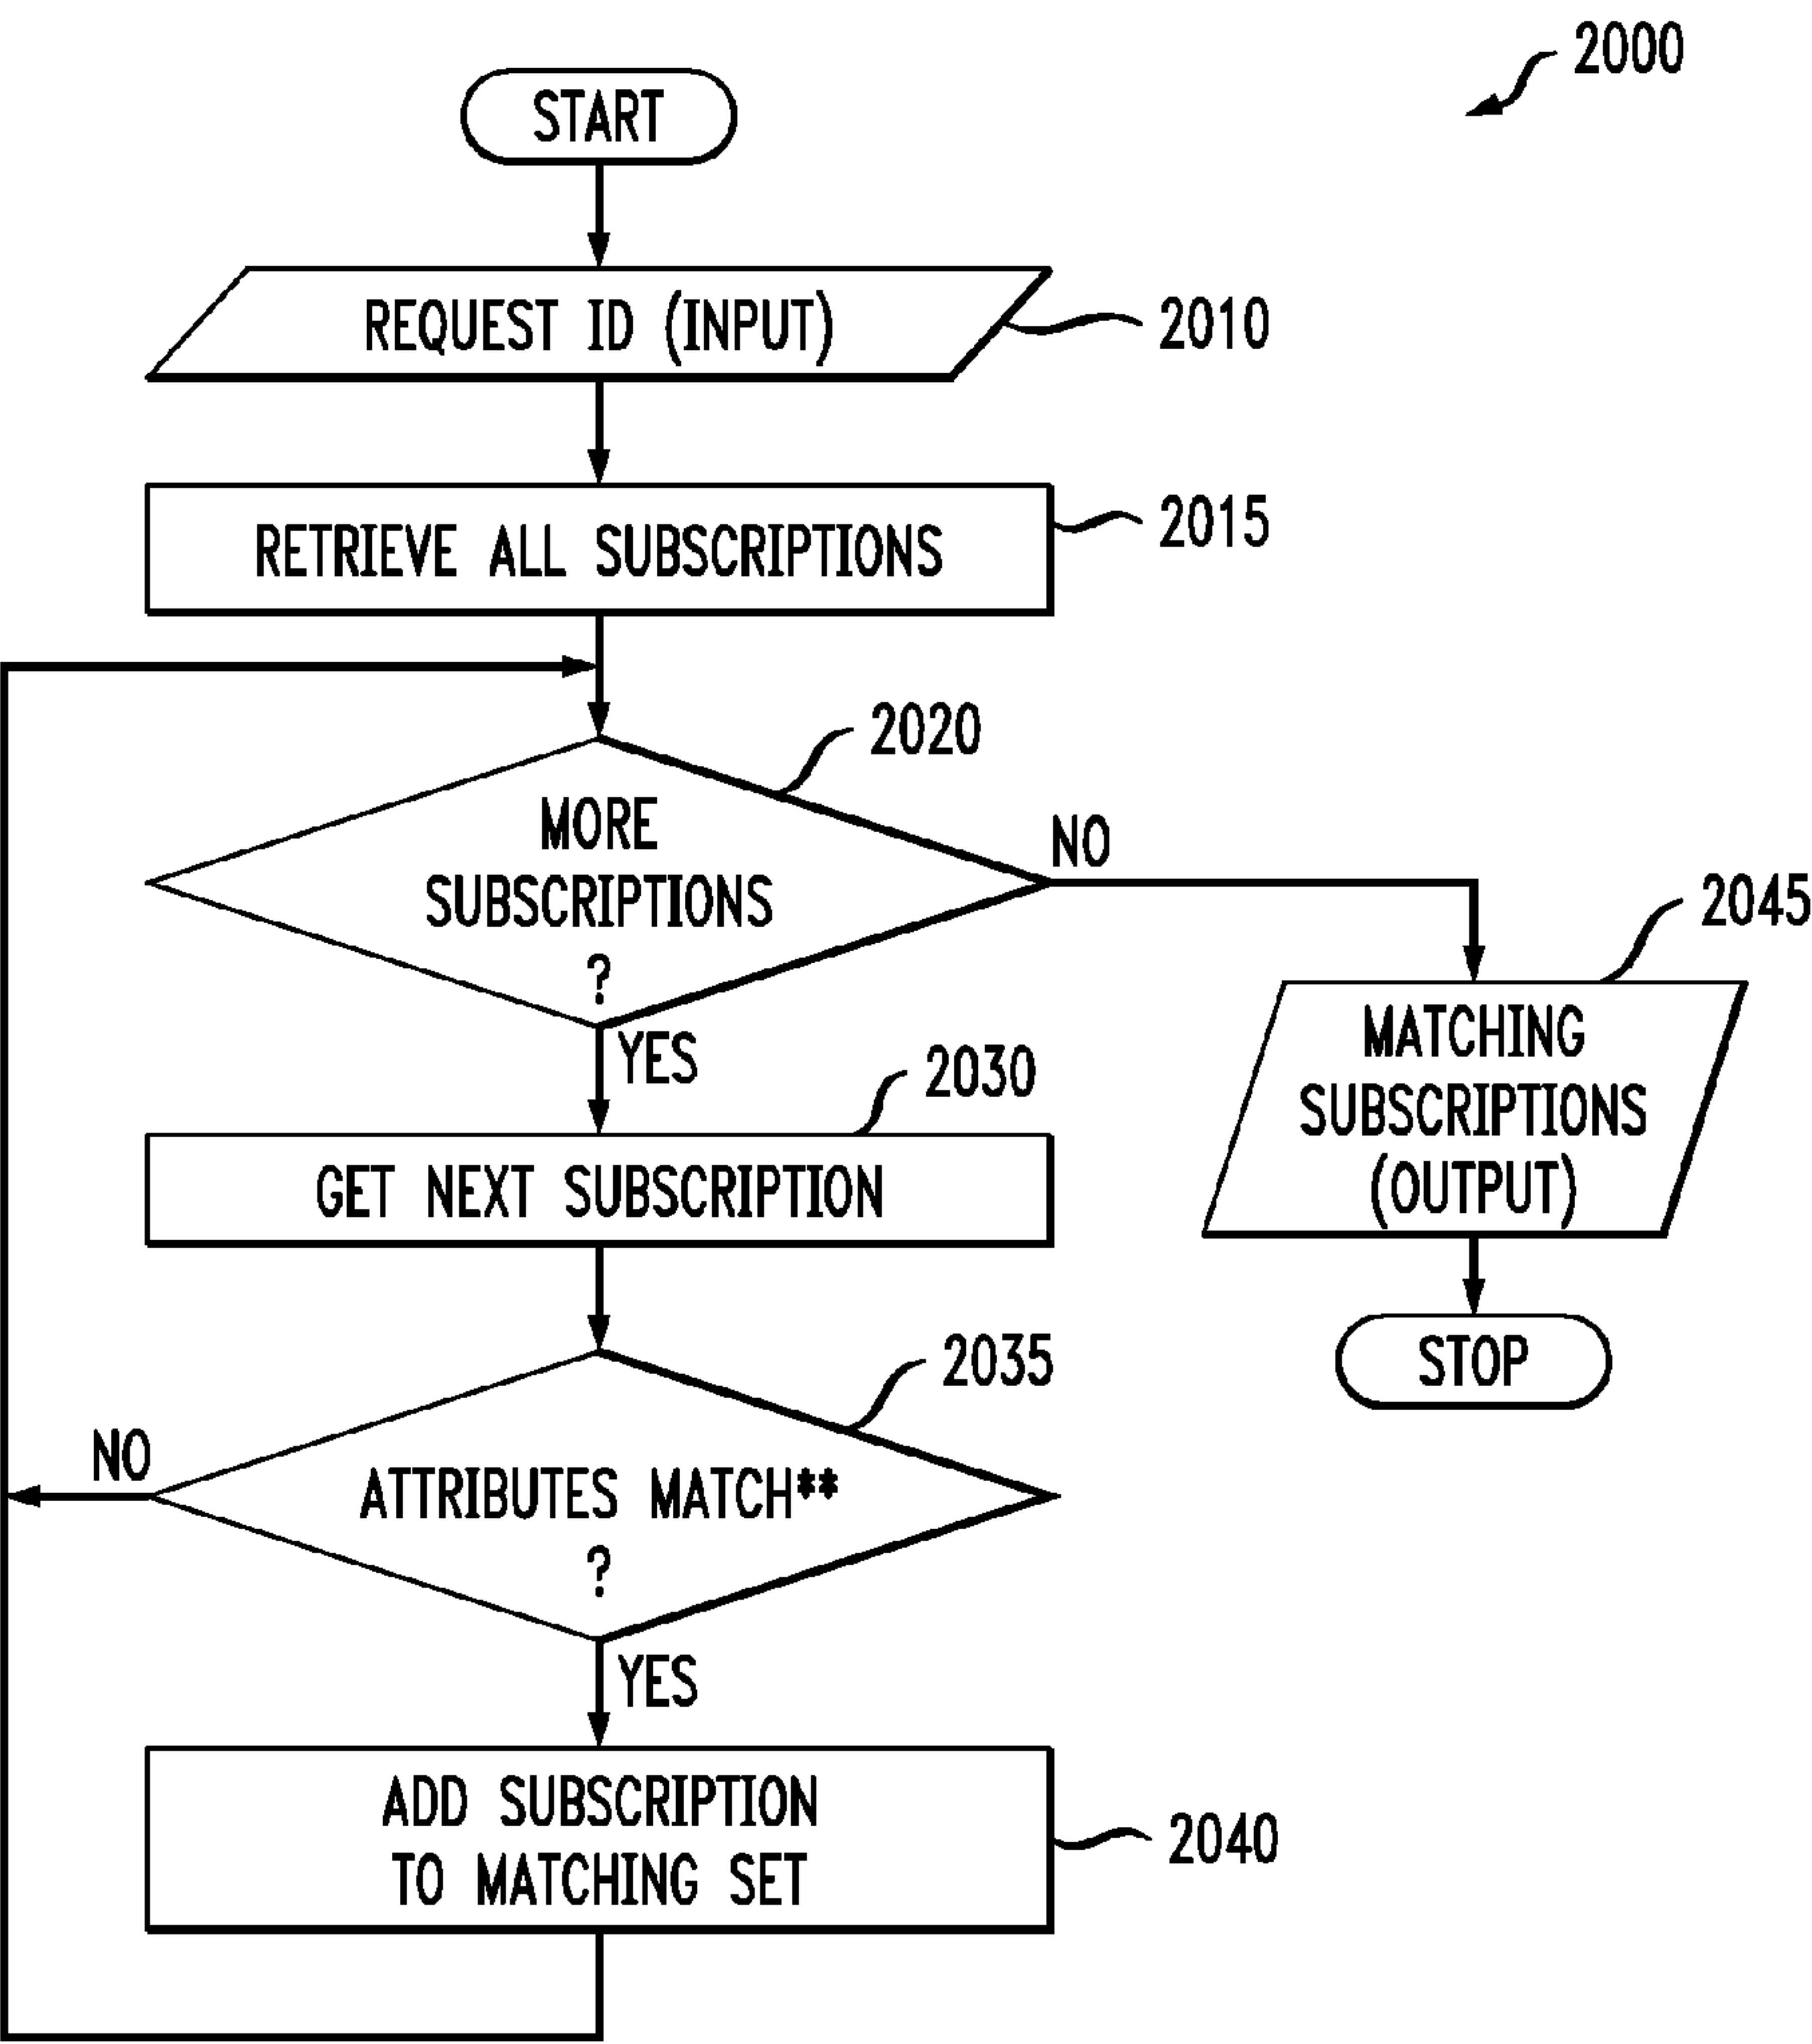 2000
START
REQUEST ID (INPUT)
2010
RETRIEVE ALL SUBSCRIPTIONS
2015
2020
MORE
SUBSCRIPTIONS
?
NO
YES
2045
MATCHING
SUBSCRIPTIONS
(OUTPUT)
2030
GET NEXT SUBSCRIPTION
STOP
2035
NO
ATTRIBUTES MATCH**
?
YES
ADD SUBSCRIPTION
TO MATCHING SET
2040